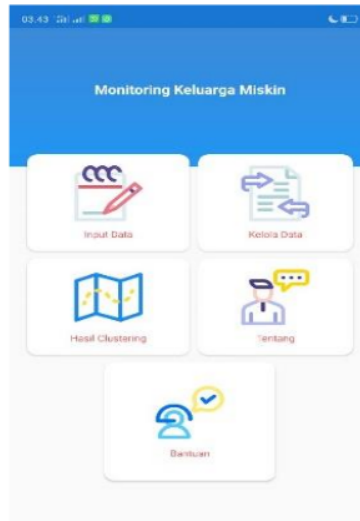 03.43
Monitoring Keluarga Miskin
Input Data
Kelola Data
Hasil Clustering
Tentang
Bantuan